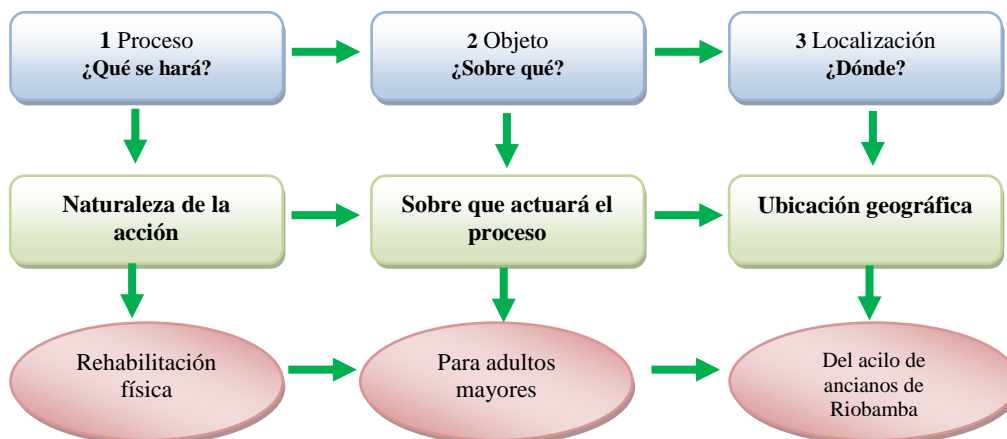 1 Proceso
¿Qué se hará?
2 Objeto
¿Sobre qué?
3 Localización
¿Dónde?
Naturaleza de la
acción
Sobre que actuará el
proceso
Ubicación geográfica
Rehabilitación
física
Para adultos
mayores
Del acilo de
ancianos de
Riobamba